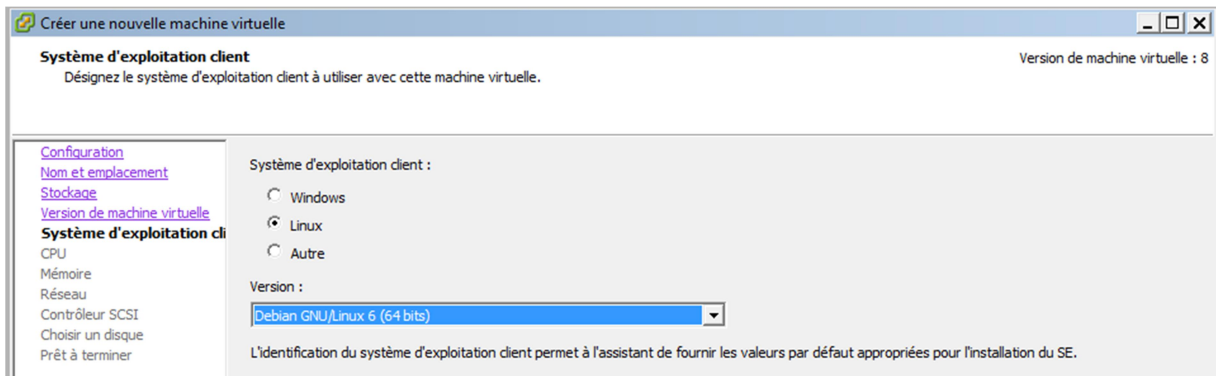 Créer une nouvelle machine virtuelle
Système d'exploitation client
Version de machine virtuelle : 8
Désignez le système d'exploitation client à utiliser avec cette machine virtuelle.
Configuration
Nom et emplacement
Stockage
Version de machine virtuelle
Système d'exploitation cli
CPU
Mémoire
Réseau
Contrôleur SCSI
Choisir un disque
Prêt à terminer
Système d'exploitation client :
Windows
Linux
Autre
Version :
Debian GNU/Linux 6 (64 bits)
L'identification du système d'exploitation client permet à l'assistant de fournir les valeurs par défaut appropriées pour l'installation du SE.